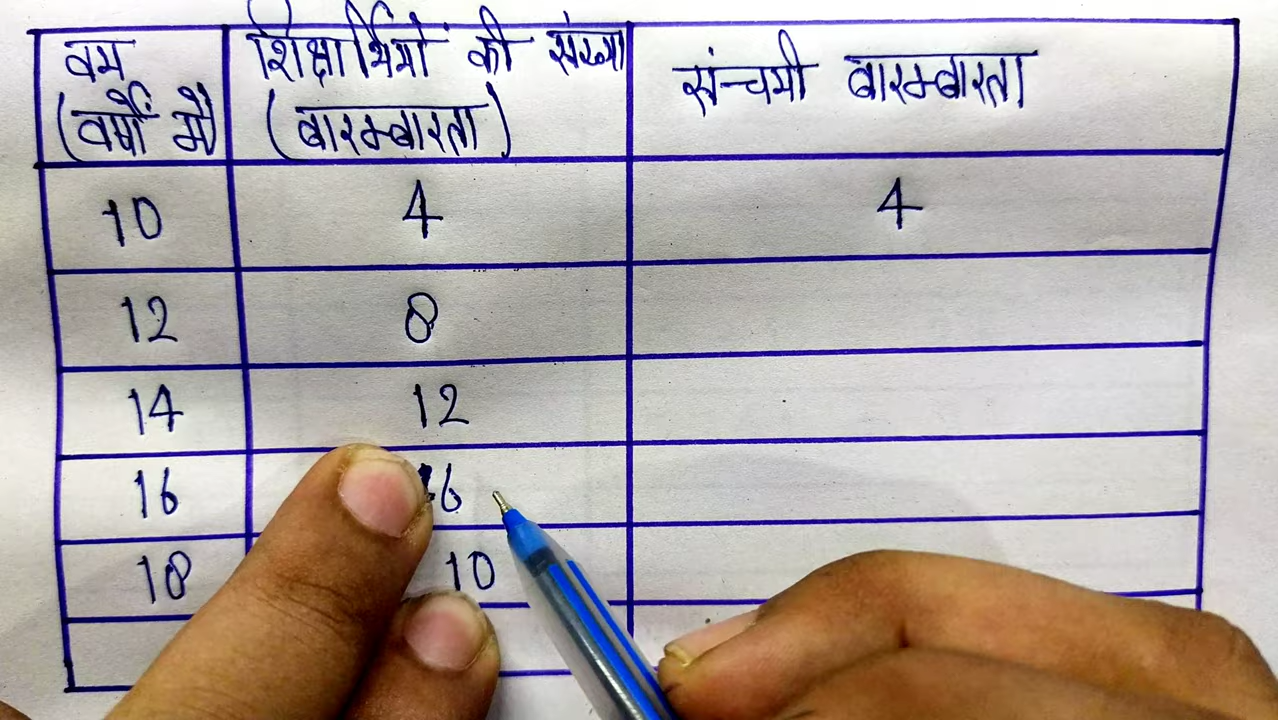 वय शिक्षार्थियों की संख्या संचयी बारम्बारता
(वर्षों में) (बारम्बारता)
10 4 4
12 8
14 12
16
18 10